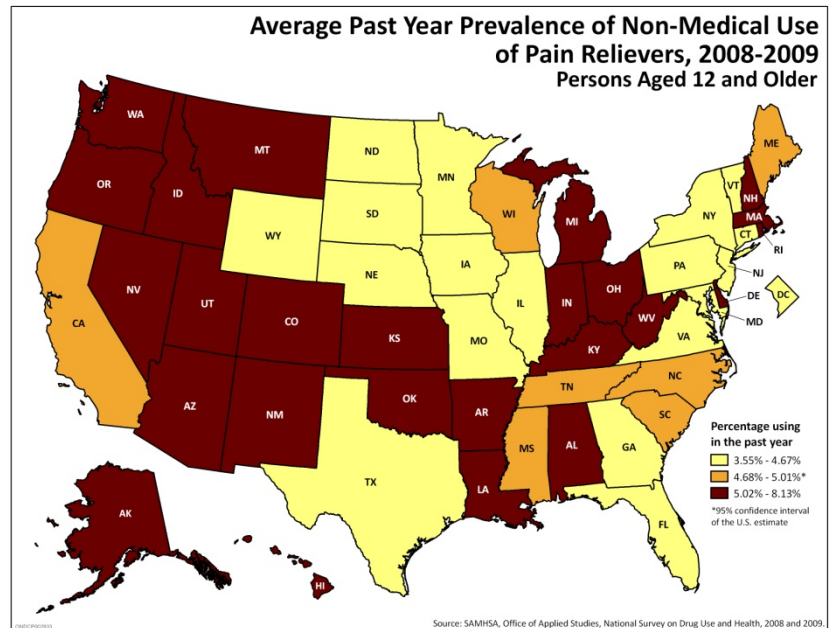 Average Past Year Prevalence of Non-Medical Use
of Pain Relievers, 2008-2009
Persons Aged 12 and Older
WA
MT
ND
MN
ME
OR
ID
SD
WI
MI
VT
NH
NY
MA
CT
RI
WY
IA
PA
NJ
NE
NV
UT
CO
IL
IN
OH
DE
DC
MD
CA
KS
MO
WV
VA
KY
AZ
NM
OK
AR
TN
NC
SC
MS
AL
GA
TX
LA
FL
AK
HI
Percentage using
in the past year
3.55% - 4.67%
4.68% - 5.01%*
5.02% - 8.13%
*95% confidence interval
of the U.S. estimate
Source: SAMHSA, Office of Applied Studies, National Survey on Drug Use and Health, 2008 and 2009.